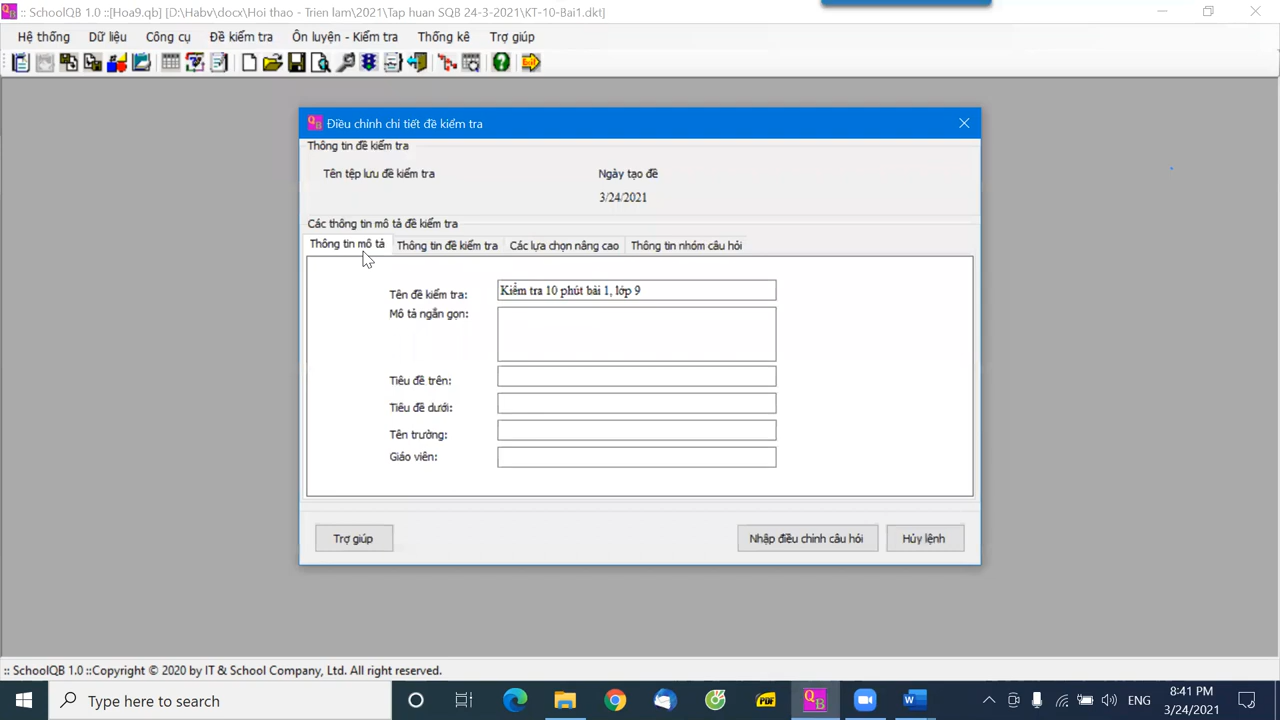 :: SchoolQB 1.0 ::[Hoa9.qb] [D:\Habv\docx\Hoi thao - Trien lam\2021\Tap huan SQB 24-3-2021\KT-10-Bai1.dkt]
Hệ thống Dữ liệu Công cụ Đề kiểm tra Ôn luyện - Kiểm tra Thống kê Trợ giúp
Điều chỉnh chi tiết đề kiểm tra
Thông tin đề kiểm tra
Tên tệp lưu đề kiểm tra Ngày tạo đề
3/24/2021
Các thông tin mô tả đề kiểm tra
Thông tin mô tả Thông tin đề kiểm tra Các lựa chọn nâng cao Thông tin nhóm câu hỏi
Tên đề kiểm tra: Kiểm tra 10 phút bài 1, lớp 9
Mô tả ngắn gọn:
Tiêu đề trên:
Tiêu đề dưới:
Tên trường:
Giáo viên:
Trợ giúp Nhập điều chỉnh câu hỏi Hủy lệnh
:: SchoolQB 1.0 ::Copyright © 2020 by IT & School Company, Ltd. All right reserved.
Type here to search
PDF
ENG
8:41 PM
3/24/2021